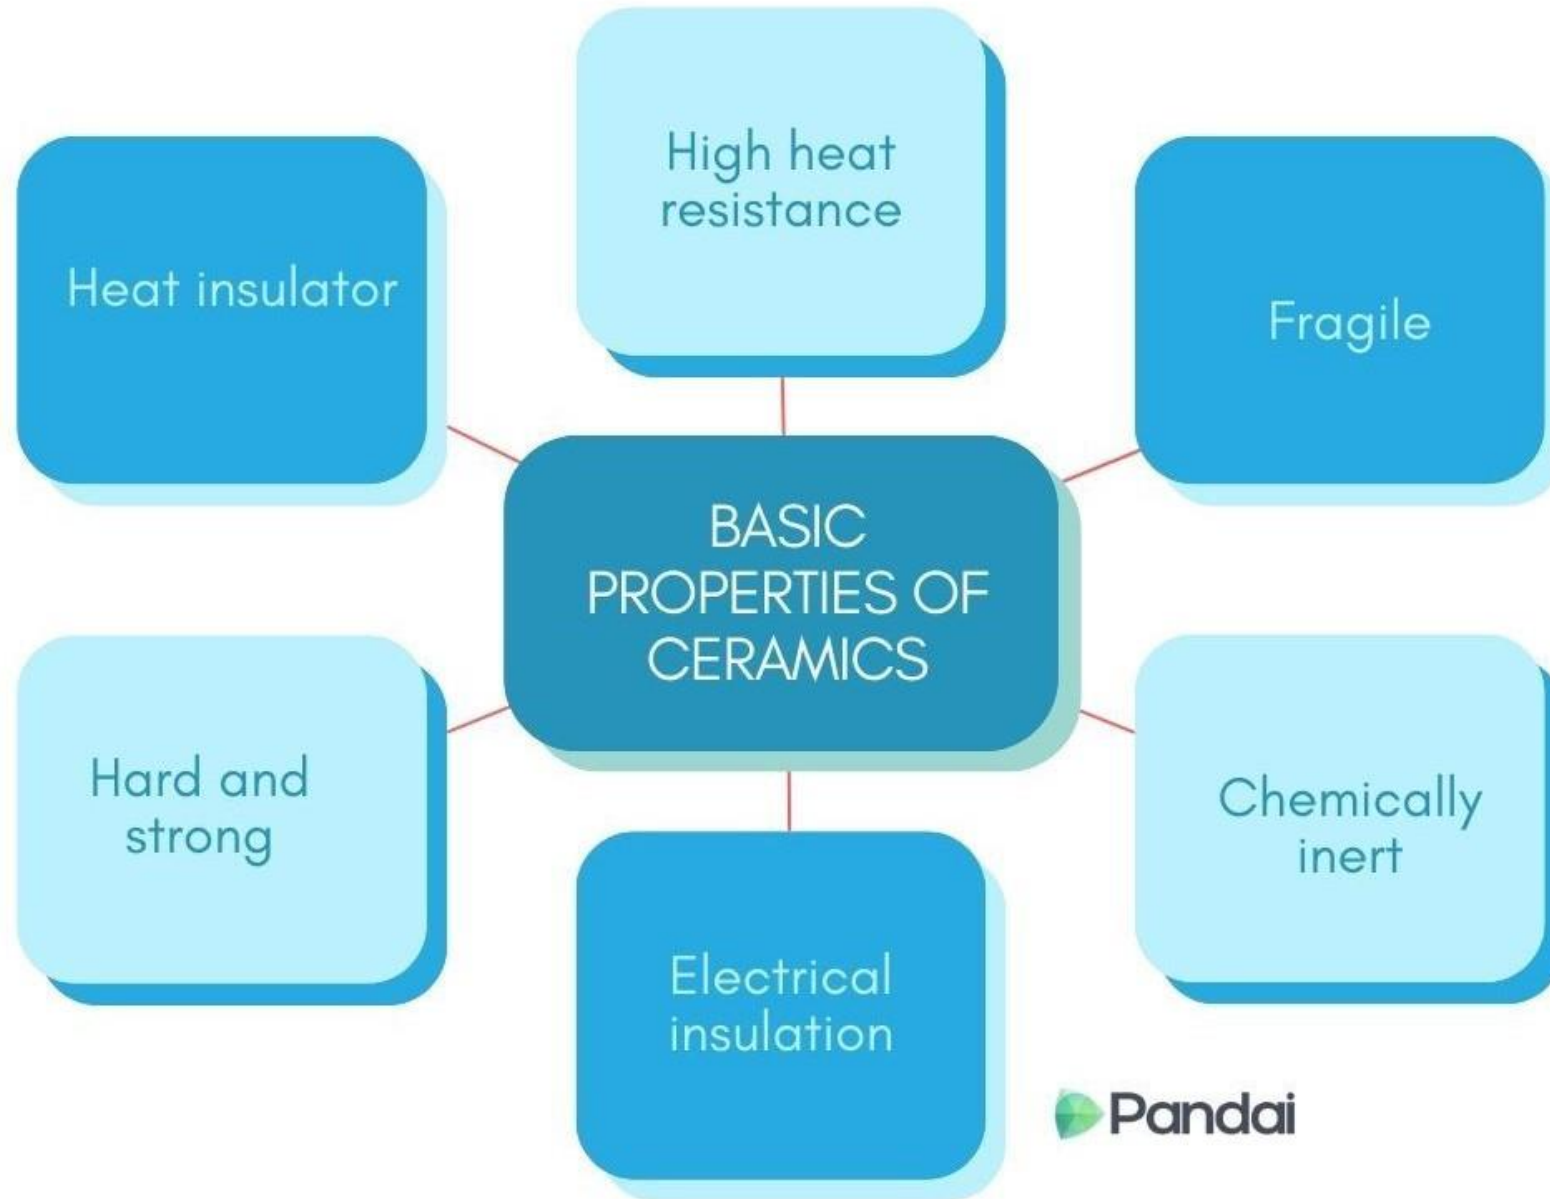 High heat
resistance
Heat insulator
Fragile
BASIC
PROPERTIES OF
CERAMICS
Hard and
strong
Chemically
inert
Electrical
insulation
Pandai